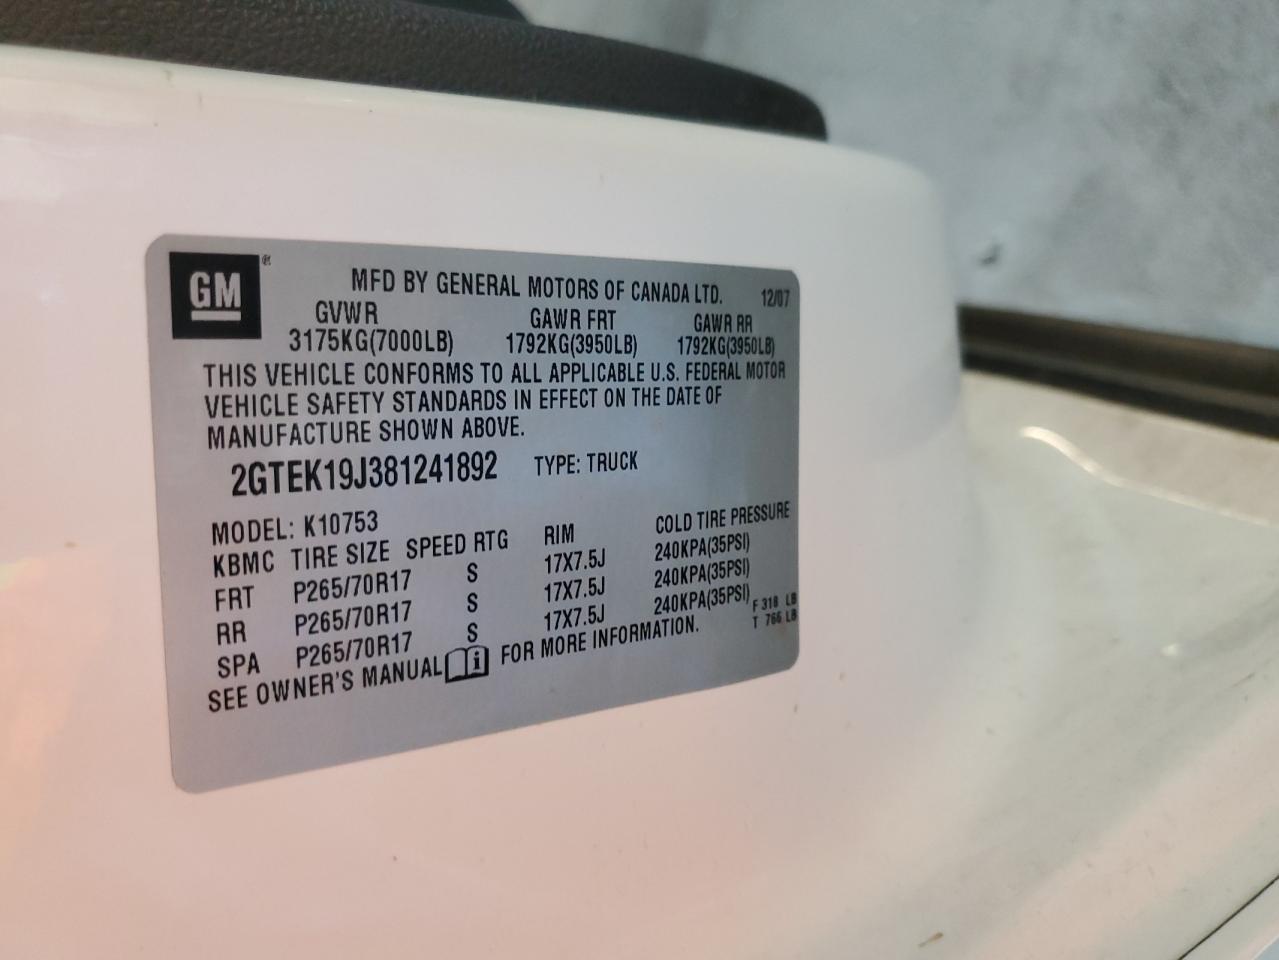 GM ®
MFD BY GENERAL MOTORS OF CANADA LTD. 12/07
GVWR GAWR FRT GAWR RR
3175KG(7000LB) 1792KG(3950LB) 1792KG(3950LB)
THIS VEHICLE CONFORMS TO ALL APPLICABLE U.S. FEDERAL MOTOR
VEHICLE SAFETY STANDARDS IN EFFECT ON THE DATE OF
MANUFACTURE SHOWN ABOVE.
2GTEK19J381241892 TYPE: TRUCK
MODEL: K10753
KBMC TIRE SIZE SPEED RTG RIM COLD TIRE PRESSURE
FRT P265/70R17 S 17X7.5J 240KPA(35PSI)
RR P265/70R17 S 17X7.5J 240KPA(35PSI)
SPA P265/70R17 S 17X7.5J 240KPA(35PSI)
F 318 LB
T 766 LB
SEE OWNER'S MANUAL i FOR MORE INFORMATION.